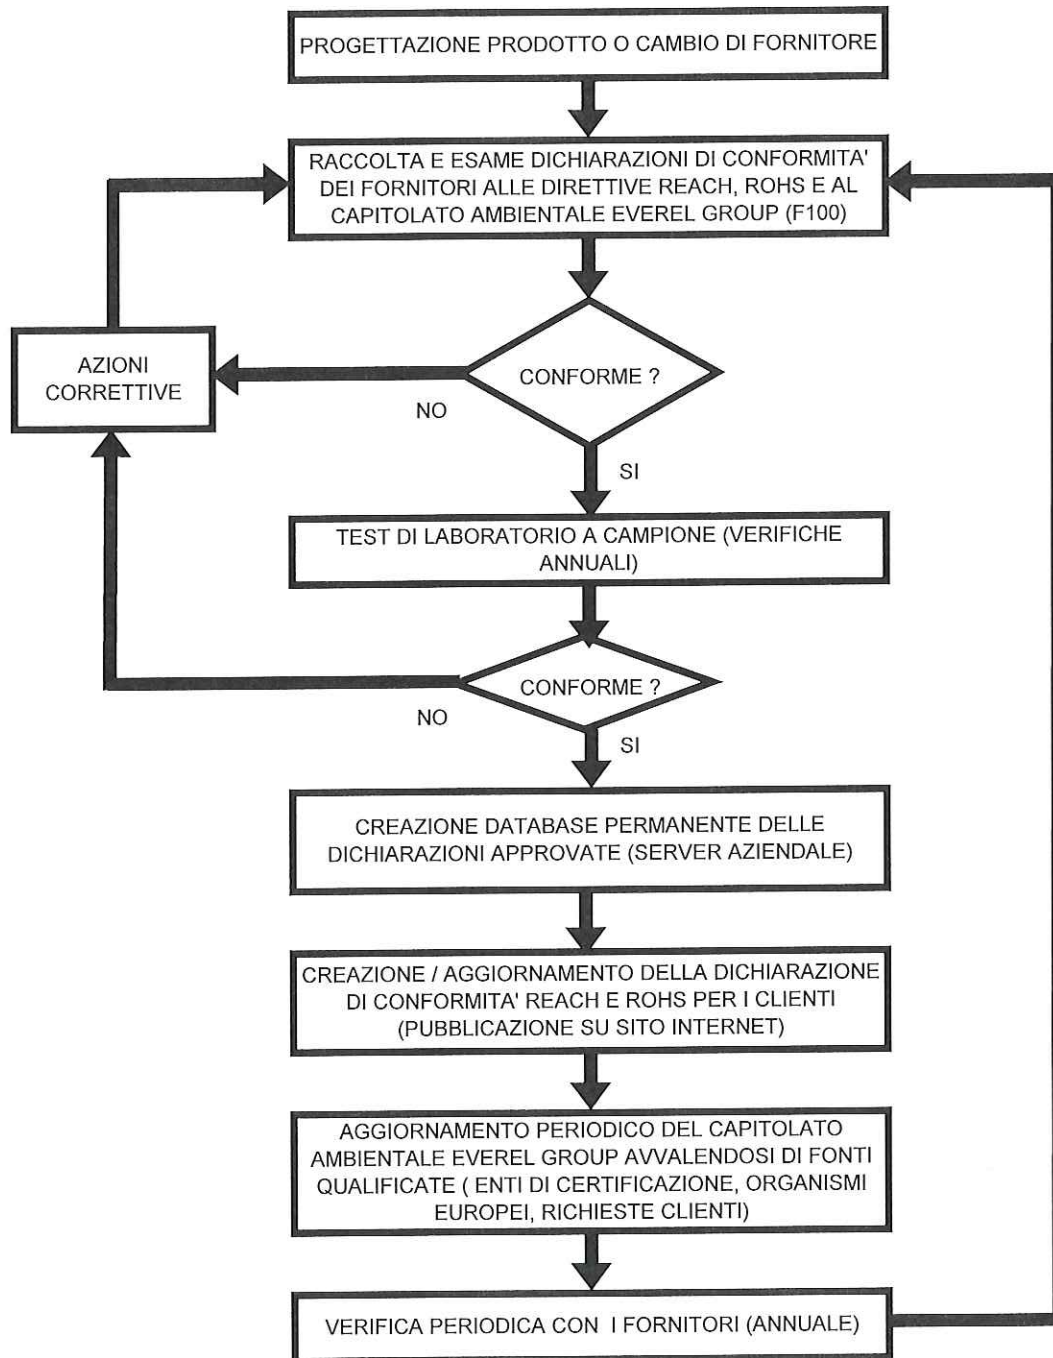 PROGETTAZIONE PRODOTTO O CAMBIO DI FORNITORE
RACCOLTA E ESAME DICHIARAZIONI DI CONFORMITA'
DEI FORNITORI ALLE DIRETTIVE REACH, ROHS E AL
CAPITOLATO AMBIENTALE EVEREL GROUP (F100)
AZIONI
CORRETTIVE
CONFORME ?
NO
SI
TEST DI LABORATORIO A CAMPIONE (VERIFICHE
ANNUALI)
CONFORME ?
NO
SI
CREAZIONE DATABASE PERMANENTE DELLE
DICHIARAZIONI APPROVATE (SERVER AZIENDALE)
CREAZIONE / AGGIORNAMENTO DELLA DICHIARAZIONE
DI CONFORMITA' REACH E ROHS PER I CLIENTI
(PUBBLICAZIONE SU SITO INTERNET)
AGGIORNAMENTO PERIODICO DEL CAPITOLATO
AMBIENTALE EVEREL GROUP AVVALENDOSI DI FONTI
QUALIFICATE ( ENTI DI CERTIFICAZIONE, ORGANISMI
EUROPEI, RICHIESTE CLIENTI)
VERIFICA PERIODICA CON I FORNITORI (ANNUALE)